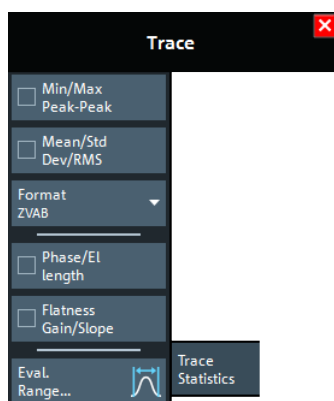 Trace
Min/Max
Peak-Peak
Mean/Std
Dev/RMS
Format
ZVAB
Phase/El
length
Flatness
Gain/Slope
Eval.
Range...
Trace
Statistics